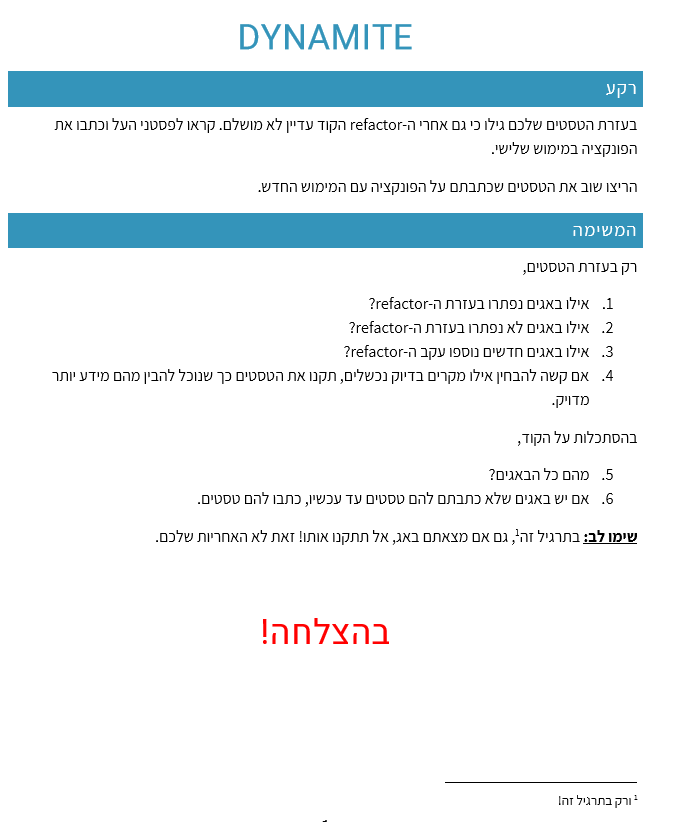 DYNAMITE
רקע
בעזרת הטסטים שלכם גילו כי גם אחרי ה-refactor הקוד עדיין לא מושלם. קראו לפסטני העל וכתבו את
הפונקציה במימוש שלישי.
הריצו שוב את הטסטים שכתבתם על הפונקציה עם המימוש החדש.
המשימה
רק בעזרת הטסטים,
1. אילו באגים נפתרו בעזרת ה-refactor?
2. אילו באגים לא נפתרו בעזרת ה-refactor?
3. אילו באגים חדשים נוספו עקב ה-refactor?
4. אם קשה להבחין אילו מקרים בדיוק נכשלים, תקנו את הטסטים כך שנוכל להבין מהם מידע יותר
מדויק.
בהסתכלות על הקוד,
5. מהם כל הבאגים?
6. אם יש באגים שלא כתבתם להם טסטים עד עכשיו, כתבו להם טסטים.
שימו לב: בתרגיל זה¹, גם אם מצאתם באג, אל תתקנו אותו! זאת לא האחריות שלכם.
בהצלחה!
¹ ורק בתרגיל זה!